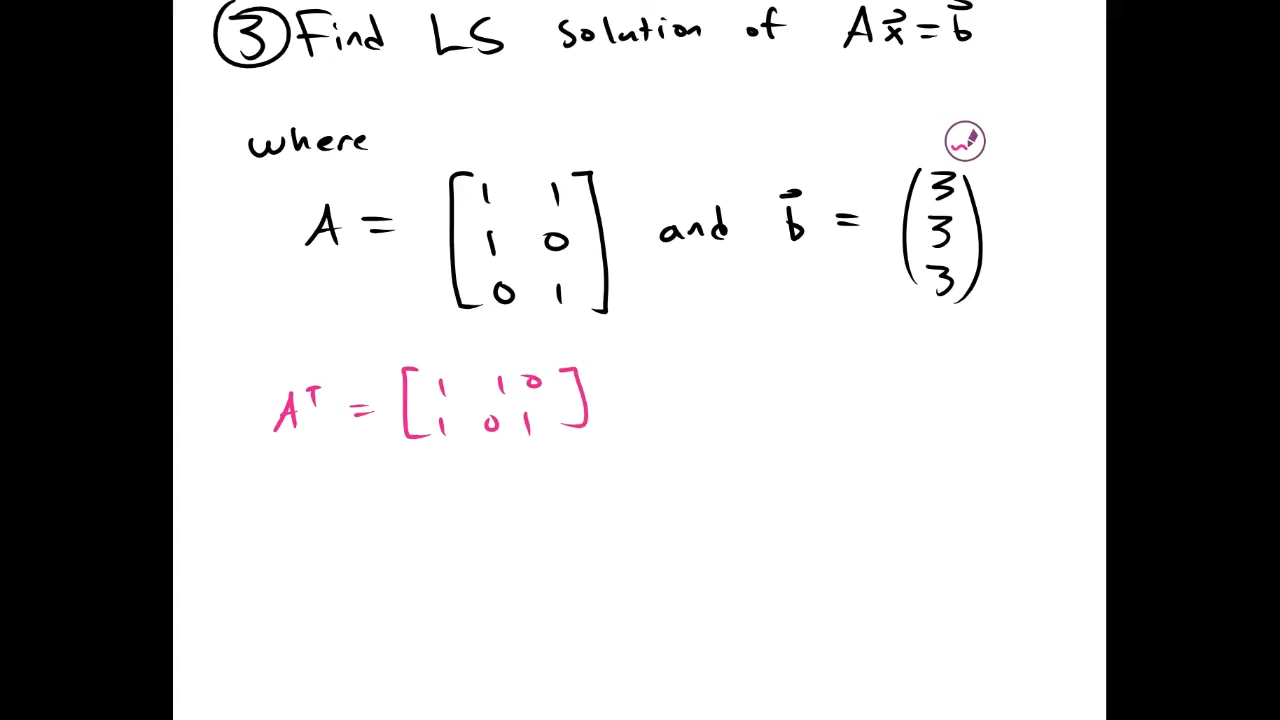 ③ Find LS solution of Ax⃗ = b⃗
where
A = [1 1; 1 0; 0 1] and b⃗ = (3 3 3)
Aᵀ = [1 1 0; 1 0 1]